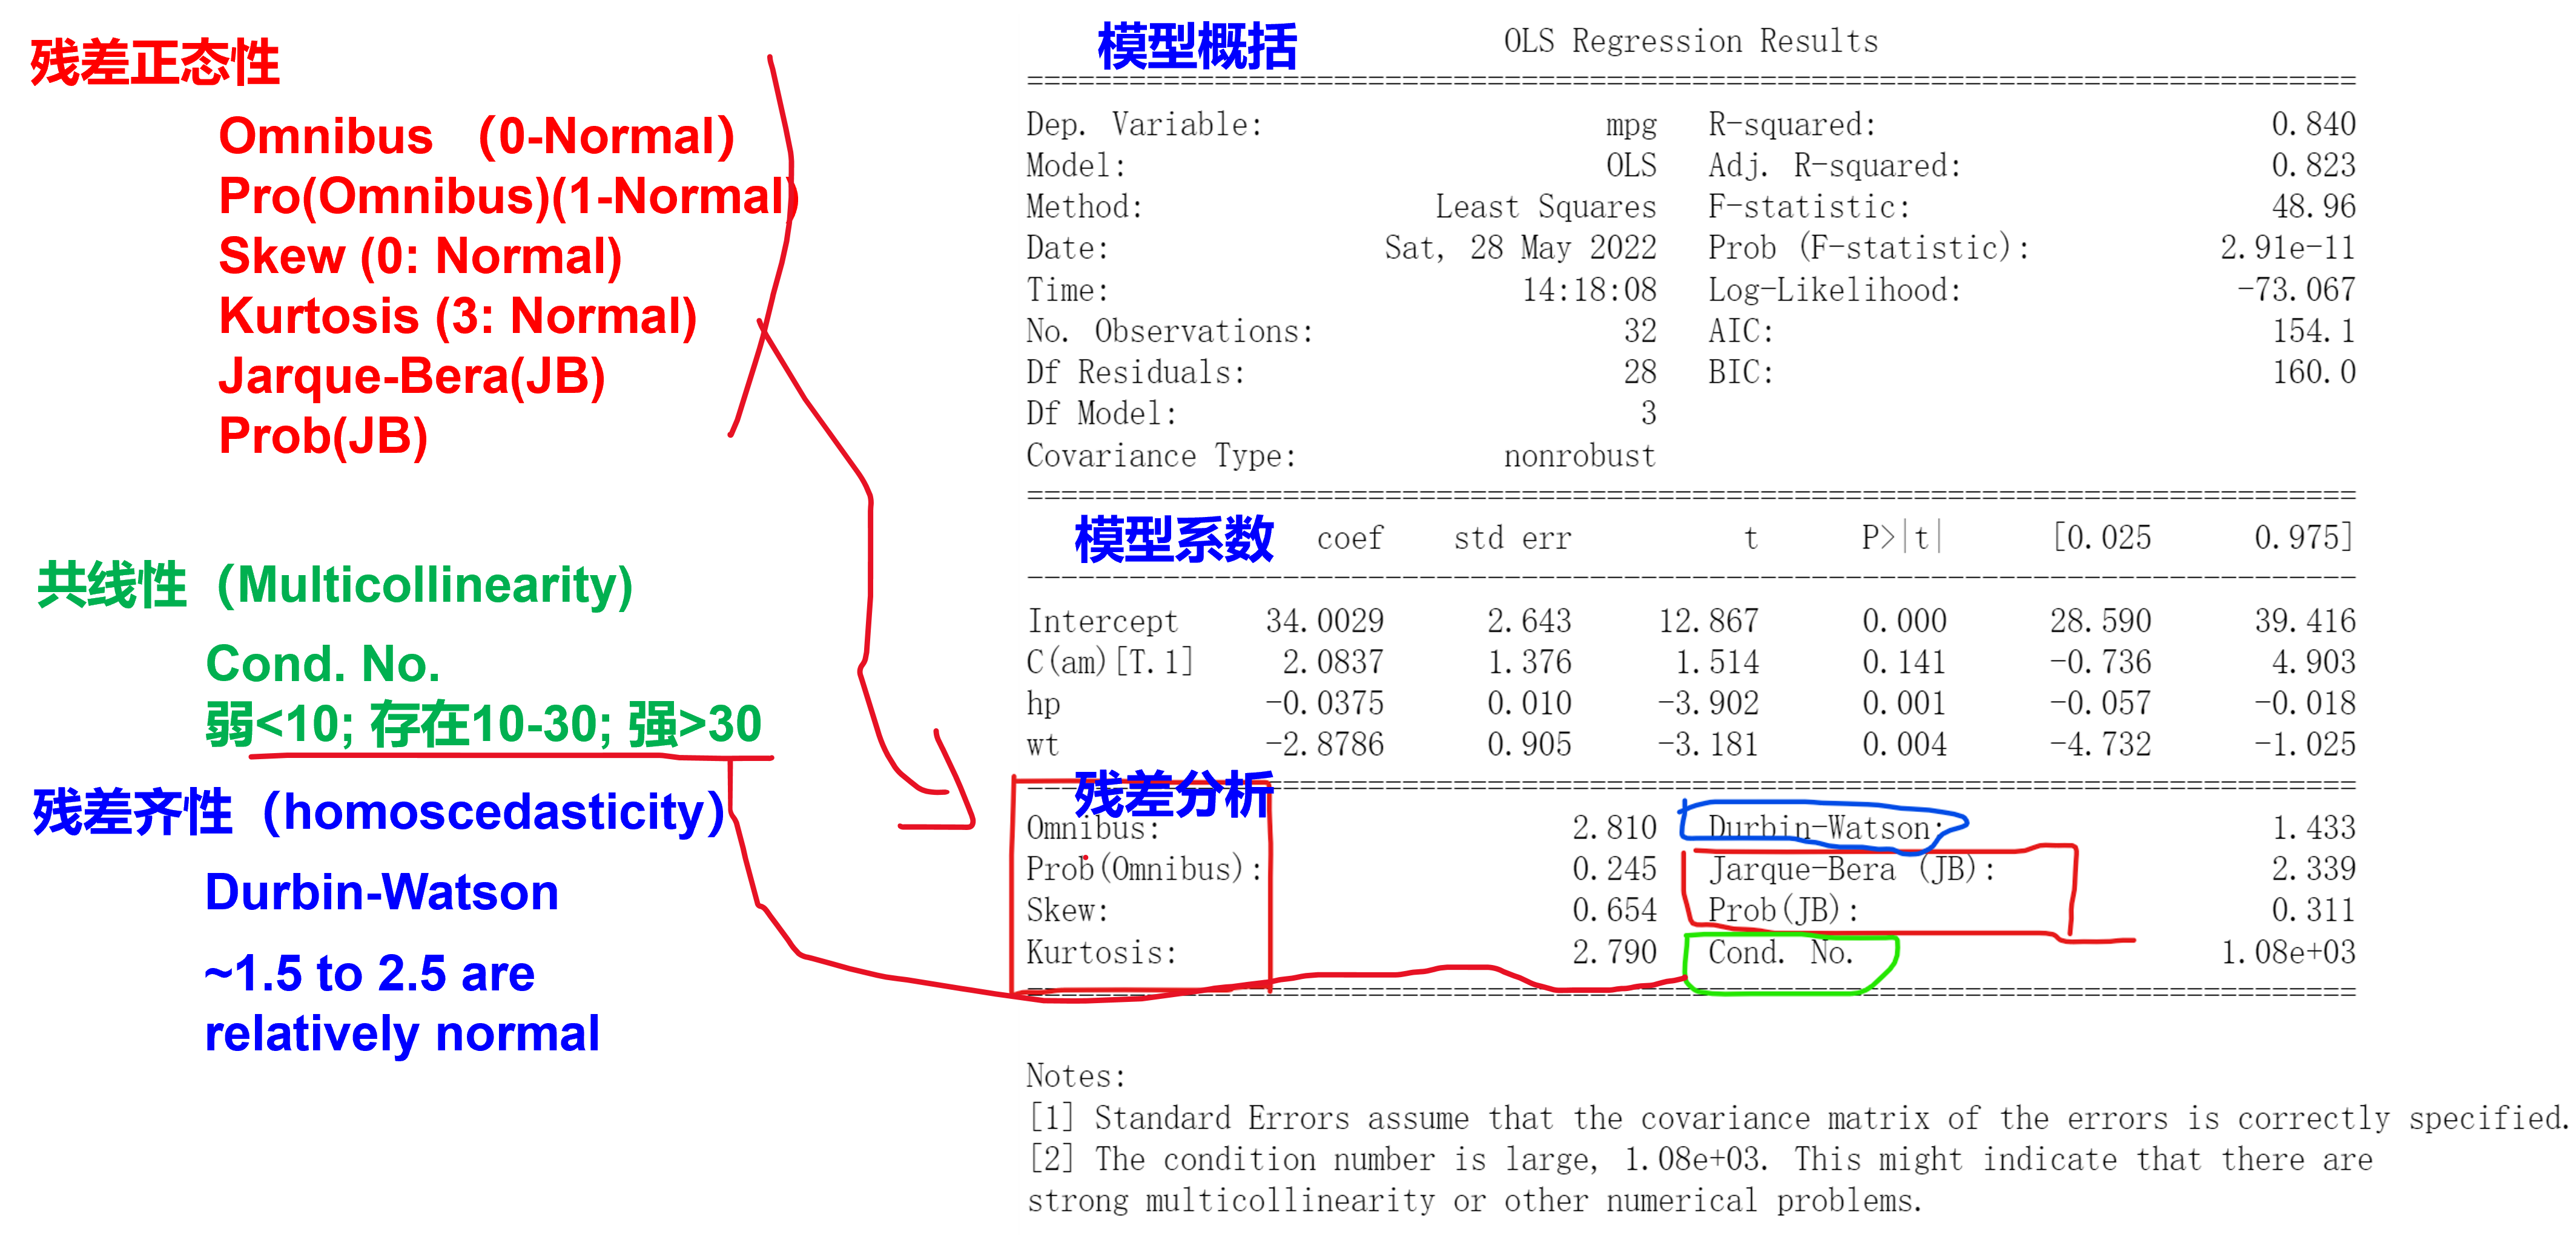 残差正态性
Omnibus （0-Normal）
Pro(Omnibus)(1-Normal)
Skew (0: Normal)
Kurtosis (3: Normal)
Jarque-Bera(JB)
Prob(JB)
共线性（Multicollinearity)
Cond. No.
弱<10; 存在10-30; 强>30
残差齐性（homoscedasticity）
Durbin-Watson
~1.5 to 2.5 are
relatively normal
模型概括 OLS Regression Results
==============================================================================
Dep. Variable: mpg R-squared: 0.840
Model: OLS Adj. R-squared: 0.823
Method: Least Squares F-statistic: 48.96
Date: Sat, 28 May 2022 Prob (F-statistic): 2.91e-11
Time: 14:18:08 Log-Likelihood: -73.067
No. Observations: 32 AIC: 154.1
Df Residuals: 28 BIC: 160.0
Df Model: 3
Covariance Type: nonrobust
==============================================================================
模型系数 coef std err t P>|t| [0.025 0.975]
------------------------------------------------------------------------------
Intercept 34.0029 2.643 12.867 0.000 28.590 39.416
C(am)[T.1] 2.0837 1.376 1.514 0.141 -0.736 4.903
hp -0.0375 0.010 -3.902 0.001 -0.057 -0.018
wt -2.8786 0.905 -3.181 0.004 -4.732 -1.025
==============================================================================
残差分析
Omnibus: 2.810 Durbin-Watson: 1.433
Prob(Omnibus): 0.245 Jarque-Bera (JB): 2.339
Skew: 0.654 Prob(JB): 0.311
Kurtosis: 2.790 Cond. No. 1.08e+03
==============================================================================
Notes:
[1] Standard Errors assume that the covariance matrix of the errors is correctly specified.
[2] The condition number is large, 1.08e+03. This might indicate that there are
strong multicollinearity or other numerical problems.